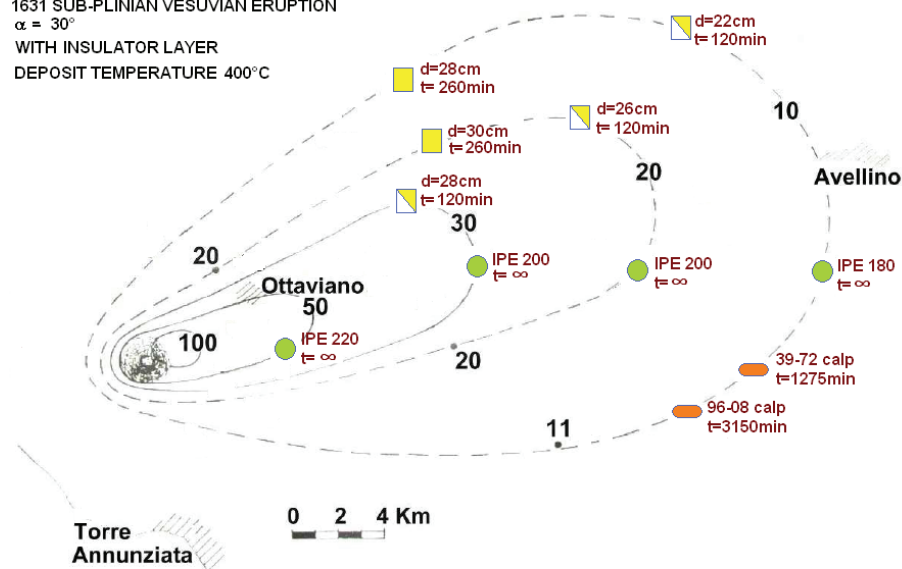 1631 SUB-PLINIAN VESUVIAN ERUPTION
α = 30°
WITH INSULATOR LAYER
DEPOSIT TEMPERATURE 400°C
d=22cm
t=120min
d=28cm
t=260min
10
d=26cm
t=120min
d=30cm
t=260min
20
Avellino
d=28cm
t=120min
30
20
IPE 200
t=∞
IPE 200
t=∞
IPE 180
t=∞
Ottaviano
50
100
IPE 220
t=∞
20
39-72 calp
t=1275min
96-08 calp
t=3150min
11
0 2 4 Km
Torre
Annunziata